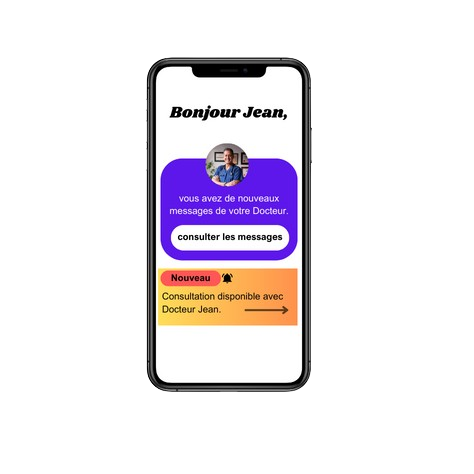 Bonjour Jean,
vous avez de nouveaux
messages de votre Docteur.
consulter les messages
Nouveau
Consultation disponible avec
Docteur Jean.